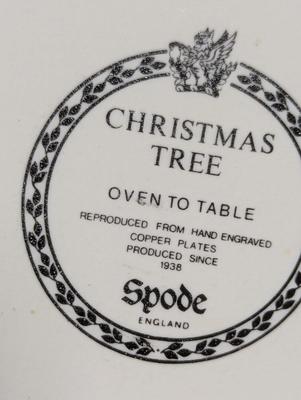 CHRISTMAS
TREE
OVEN TO TABLE
REPRODUCED FROM HAND ENGRAVED
COPPER PLATES
PRODUCED SINCE
1938
Spode
ENGLAND